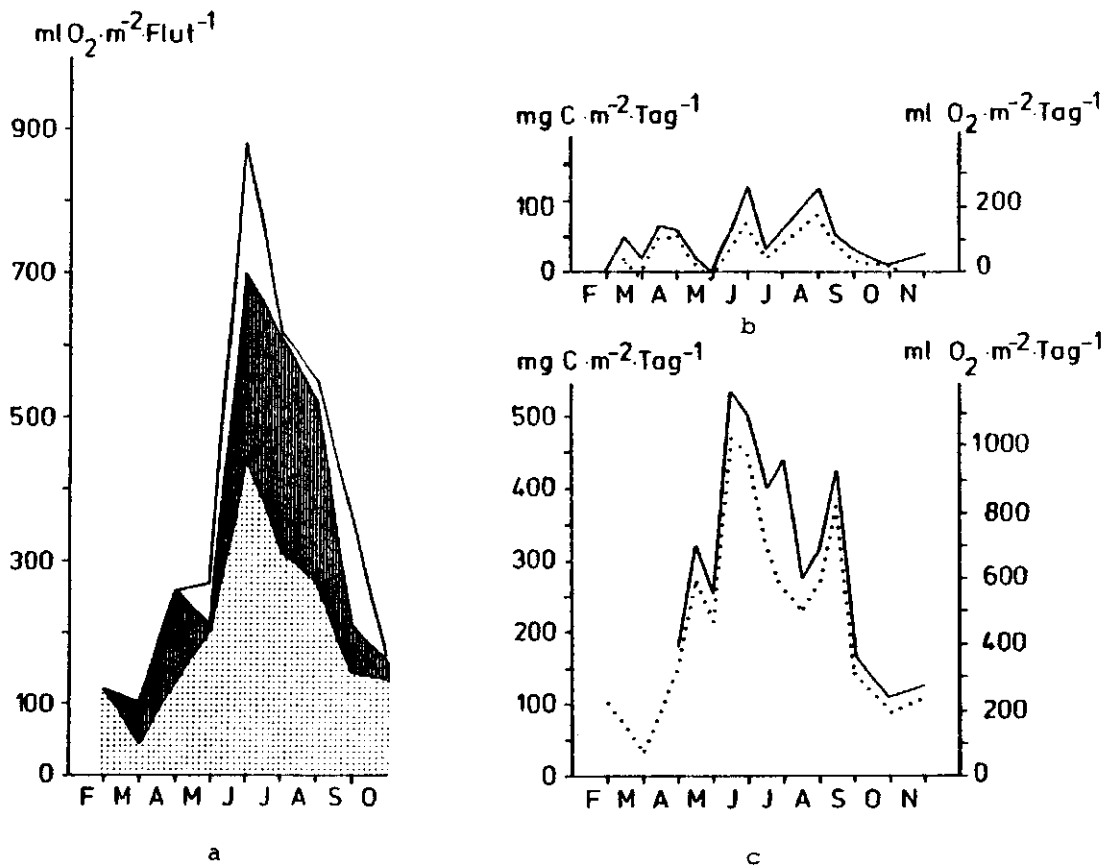 ml O₂·m⁻²·Flut⁻¹
900
700
500
300
100
0
F M A M J J A S O
a
mg C·m⁻²·Tag⁻¹
ml O₂·m⁻²·Tag⁻¹
100
0
200
0
F M A M J J A S O N
b
mg C·m⁻²·Tag⁻¹
ml O₂·m⁻²·Tag⁻¹
500
400
300
200
100
0
1000
800
600
400
200
0
F M A M J J A S O N
c